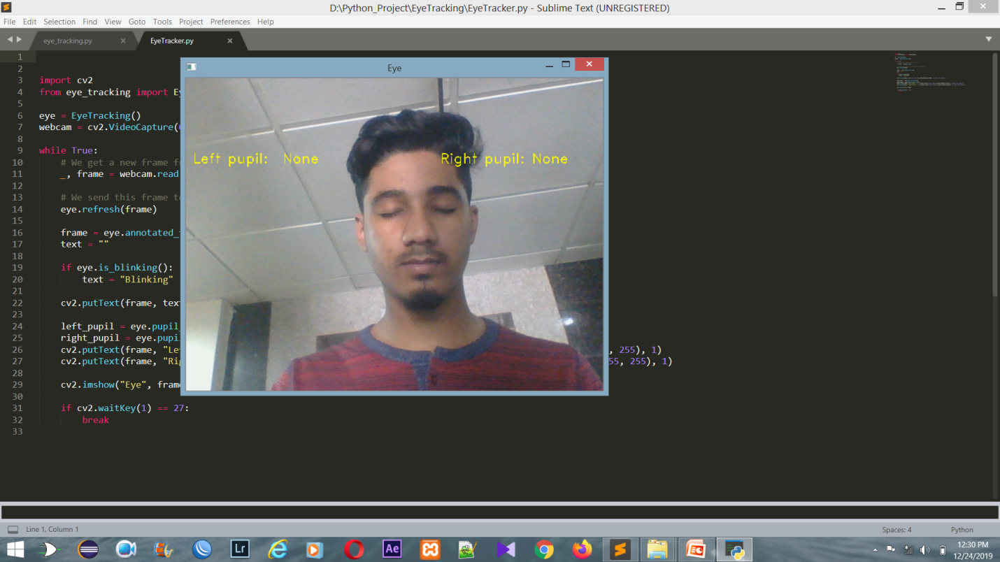 D:\Python_Project\EyeTracking\EyeTracker.py - Sublime Text (UNREGISTERED)
File Edit Selection Find View Goto Tools Project Preferences Help
eye_tracking.py EyeTracker.py
Eye
Left pupil: None Right pupil: None
1
2
3 import cv2
4 from eye_tracking import
5
6 eye = EyeTracking()
7 webcam = cv2.VideoCapture(
8
9 while True:
10 # We get a new frame
11 _, frame = webcam.read
12
13 # We send this frame
14 eye.refresh(frame)
15
16 frame = eye.annotated_
17 text = ""
18
19 if eye.is_blinking():
20 text = "Blinking"
21
22 cv2.putText(frame,
23
24 left_pupil = eye.pupil_
25 right_pupil = eye.
26 cv2.putText(frame, "Le , 255), 1)
27 cv2.putText(frame, "Rig 55, 255), 1)
28
29 cv2.imshow("Eye", frame
30
31 if cv2.waitKey(1) == 27:
32 break
33
Line 1, Column 1 Spaces: 4 Python
Lr Ae
12:30 PM
12/24/2019